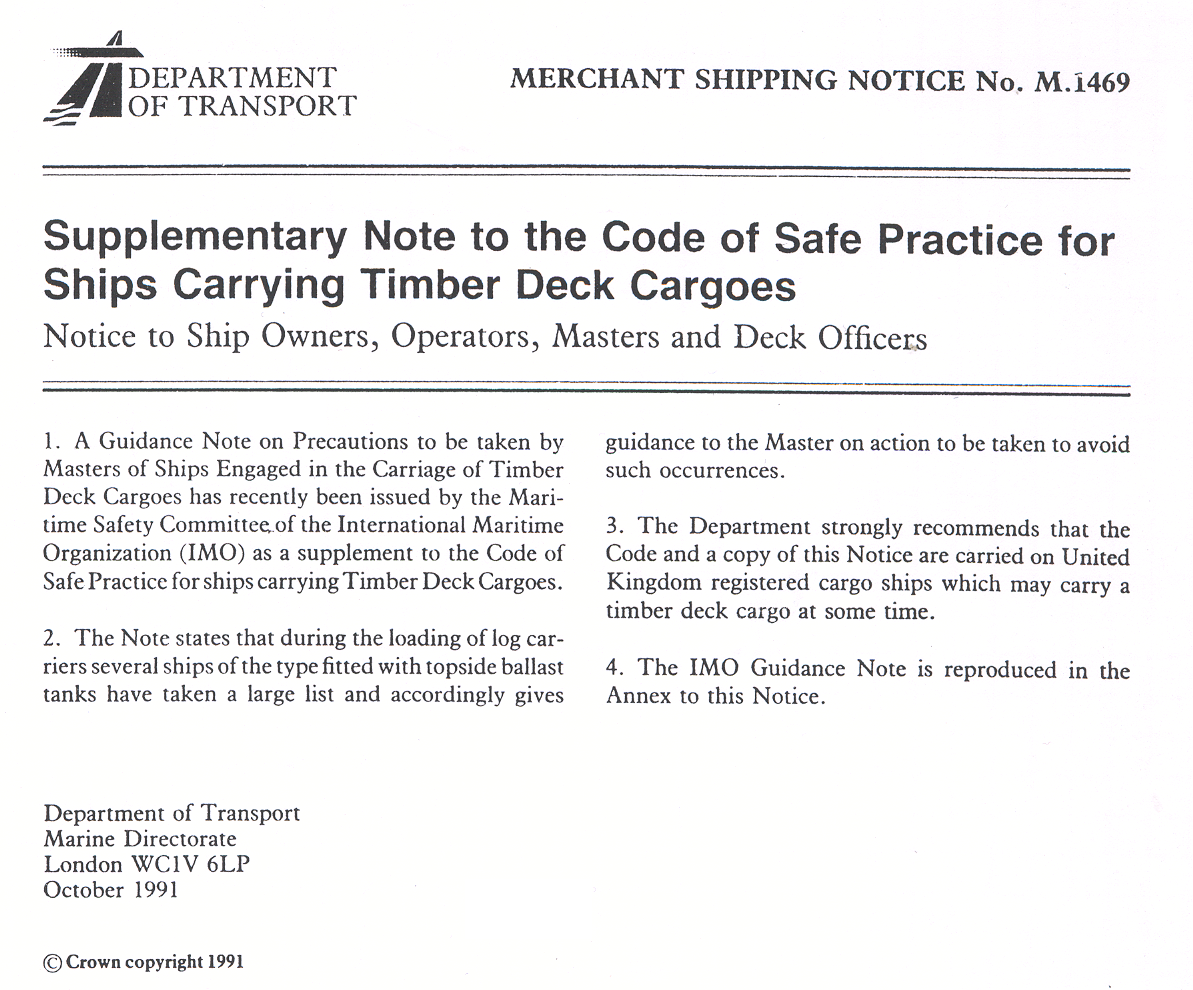 DEPARTMENT
OF TRANSPORT
MERCHANT SHIPPING NOTICE No. M.1469
Supplementary Note to the Code of Safe Practice for
Ships Carrying Timber Deck Cargoes
Notice to Ship Owners, Operators, Masters and Deck Officers
1. A Guidance Note on Precautions to be taken by
Masters of Ships Engaged in the Carriage of Timber
Deck Cargoes has recently been issued by the Mari-
time Safety Committee of the International Maritime
Organization (IMO) as a supplement to the Code of
Safe Practice for ships carrying Timber Deck Cargoes.
2. The Note states that during the loading of log car-
riers several ships of the type fitted with topside ballast
tanks have taken a large list and accordingly gives
guidance to the Master on action to be taken to avoid
such occurrences.
3. The Department strongly recommends that the
Code and a copy of this Notice are carried on United
Kingdom registered cargo ships which may carry a
timber deck cargo at some time.
4. The IMO Guidance Note is reproduced in the
Annex to this Notice.
Department of Transport
Marine Directorate
London WC1V 6LP
October 1991
© Crown copyright 1991